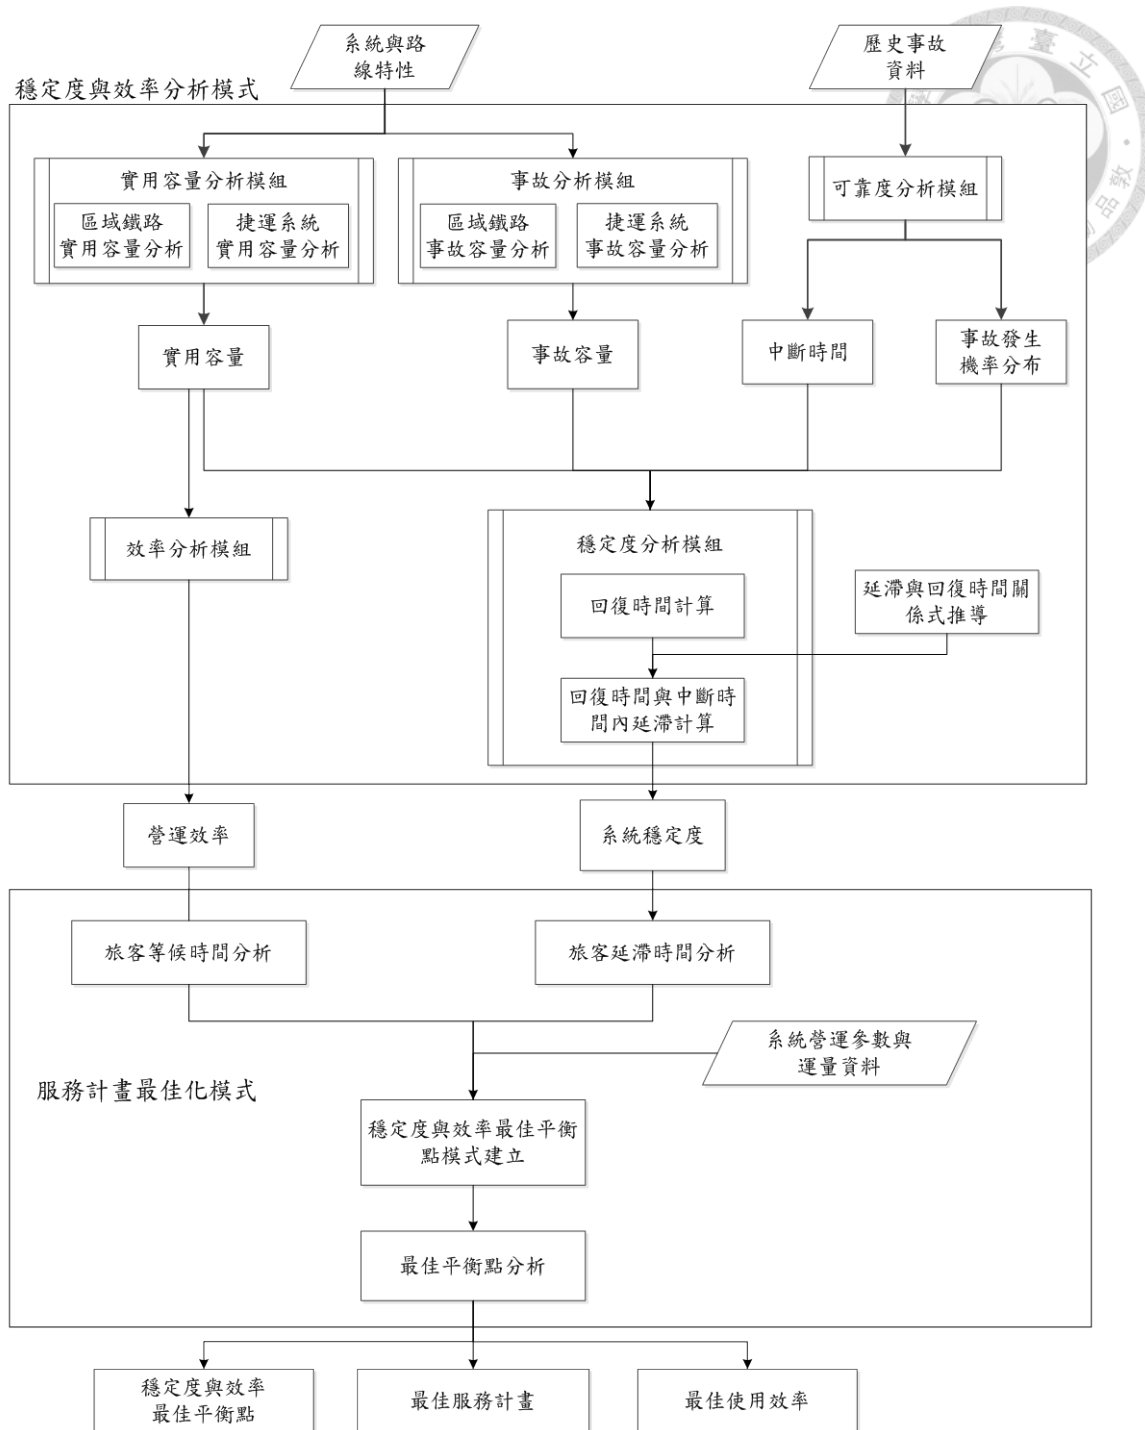 系統與路
線特性
歷史事故
資料
穩定度與效率分析模式
實用容量分析模組
區域鐵路
實用容量分析
捷運系統
實用容量分析
事故分析模組
區域鐵路
事故容量分析
捷運系統
事故容量分析
可靠度分析模組
實用容量
事故容量
中斷時間
事故發生
機率分布
效率分析模組
穩定度分析模組
回復時間計算
延滯與回復時間關
係式推導
回復時間與中斷時
間內延滯計算
營運效率
系統穩定度
旅客等候時間分析
旅客延滯時間分析
系統營運參數與
運量資料
服務計畫最佳化模式
穩定度與效率最佳平衡
點模式建立
最佳平衡點分析
穩定度與效率
最佳平衡點
最佳服務計畫
最佳使用效率
臺
立
國
敦
品